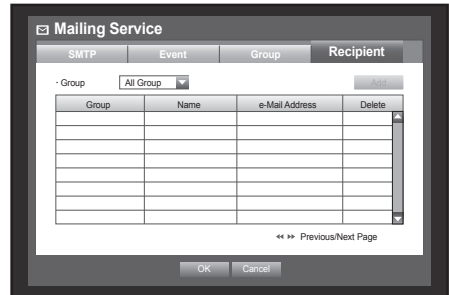 Mailing Service
SMTP Event Group Recipient
· Group All Group Add
Group Name e-Mail Address Delete
Previous/Next Page
OK Cancel